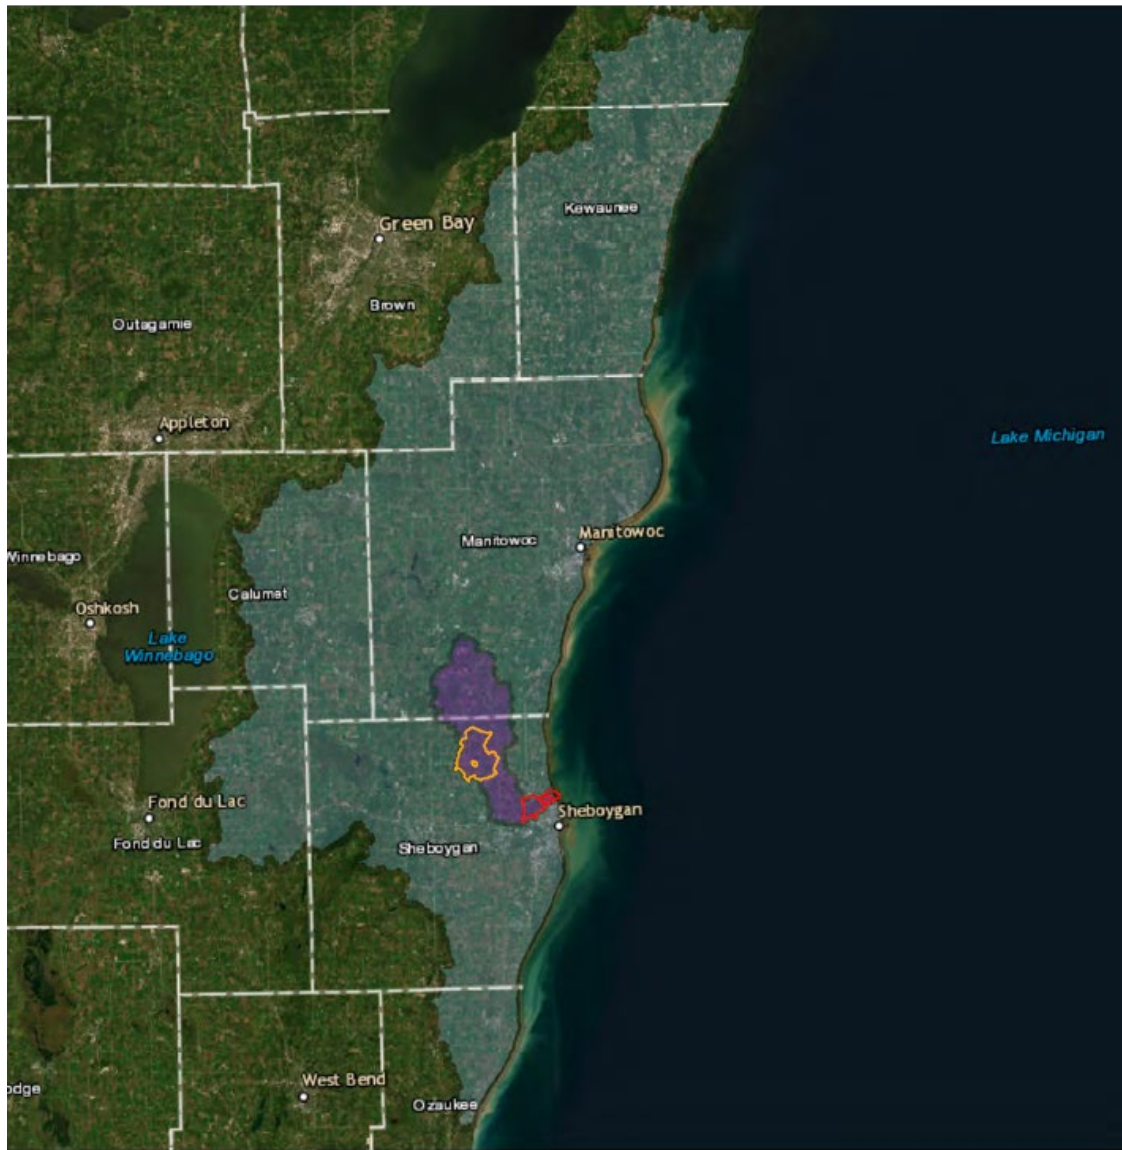 Kewaunee
Green Bay
Brown
Outagamie
Appleton
Lake Michigan
Manitowoc
Manitowoc
Winnebago
Calumet
Oshkosh
Lake
Winnebago
Fond du Lac
Sheboygan
Fond du Lac
Sheboygan
West Bend
odge
Ozaukee